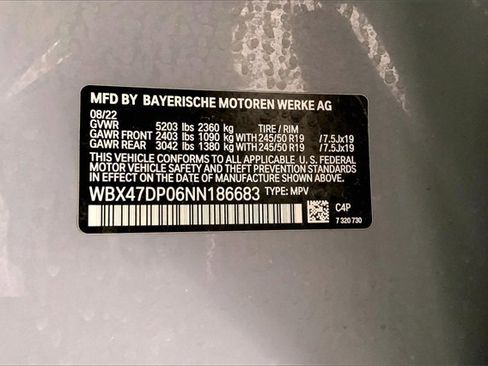 MFD BY BAYERISCHE MOTOREN WERKE AG
08/22
GVWR 5203 lbs 2360 kg TIRE / RIM
GAWR FRONT 2403 lbs 1090 kg WITH 245/50 R19 / 7.5Jx19
GAWR REAR 3042 lbs 1380 kg WITH 245/50 R19 / 7.5Jx19
THIS VEHICLE CONFORMS TO ALL APPLICABLE U. S. FEDERAL
MOTOR VEHICLE SAFETY AND THEFT PREVENTION STANDARDS
IN EFFECT ON THE DATE OF MANUFACTURE SHOWN ABOVE.
WBX47DP06NN186683 TYPE: MPV
C4P
7 320 730